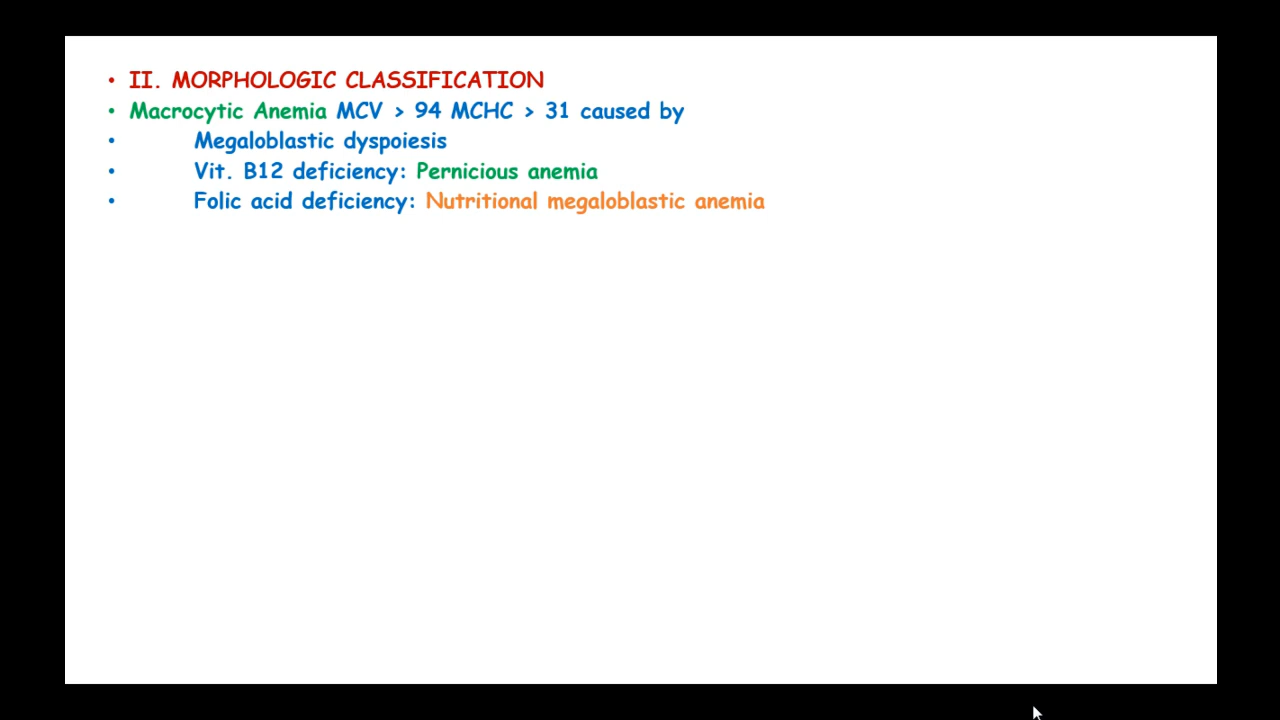 • II. MORPHOLOGIC CLASSIFICATION
• Macrocytic Anemia MCV > 94 MCHC > 31 caused by
• Megaloblastic dyspoiesis
• Vit. B12 deficiency: Pernicious anemia
• Folic acid deficiency: Nutritional megaloblastic anemia